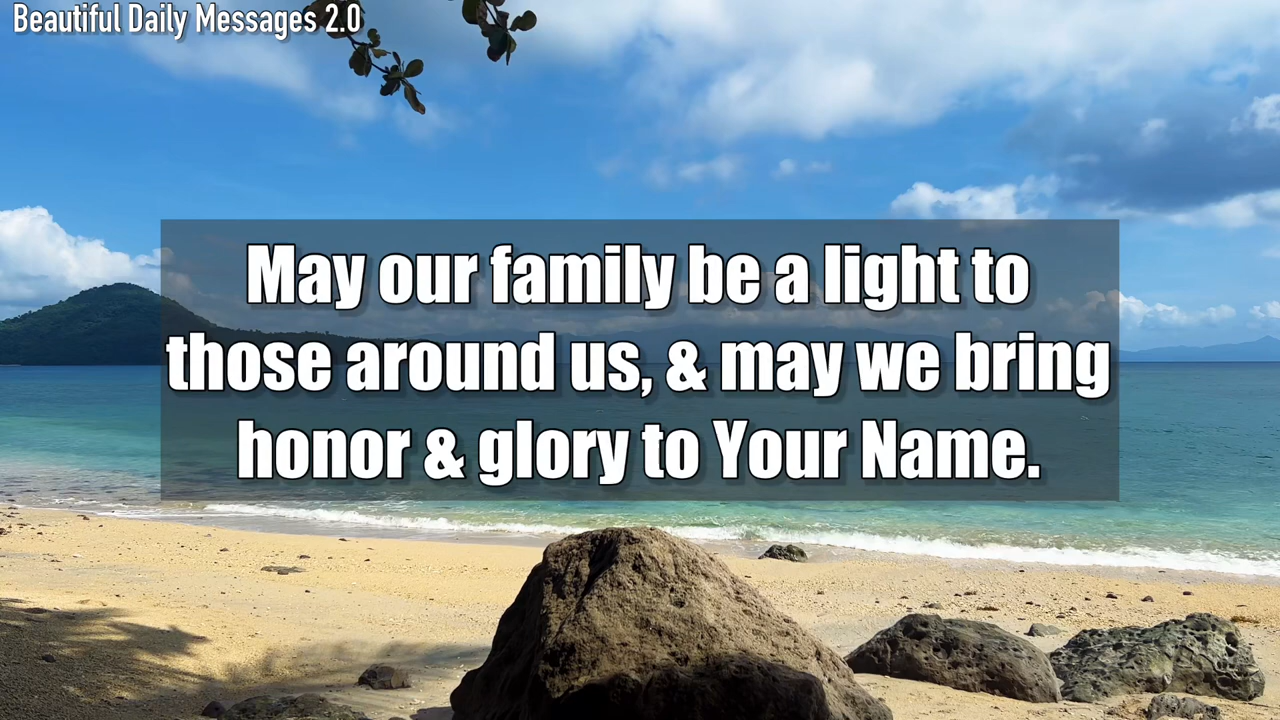 Beautiful Daily Messages 2.0
May our family be a light to
those around us, & may we bring
honor & glory to Your Name.